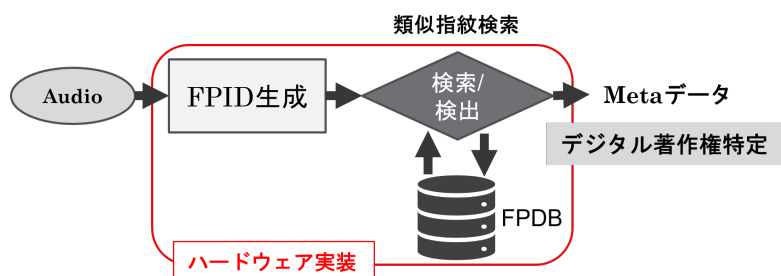 類似指紋検索
Audio
FPID生成
検索/
検出
Metaデータ
デジタル著作権特定
FPDB
ハードウェア実装